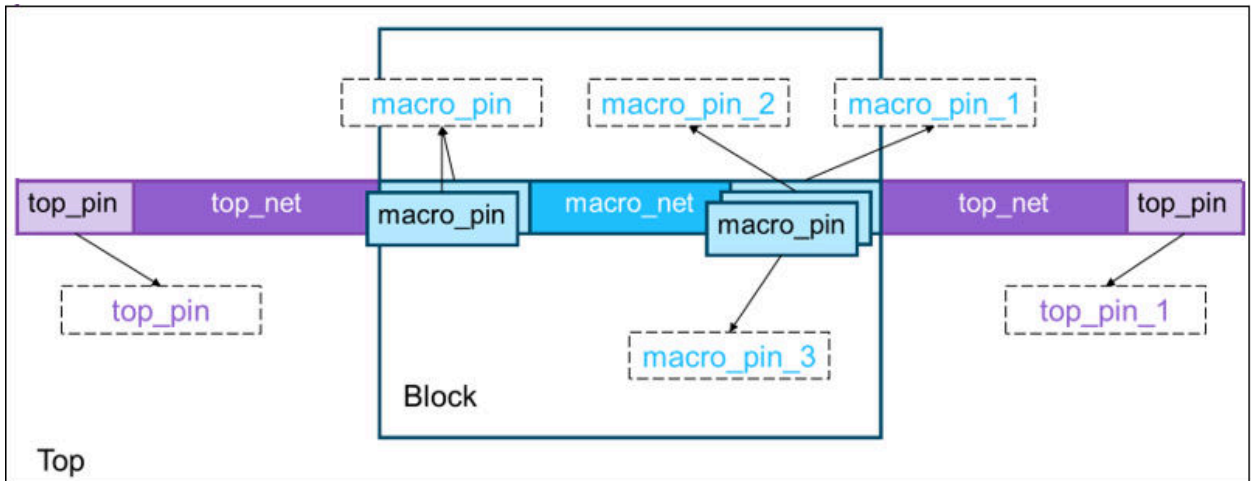 macro_pin
macro_pin_2
macro_pin_1
top_pin
top_net
macro_pin
macro_net
macro_pin
top_net
top_pin
top_pin
top_pin_1
macro_pin_3
Block
Top